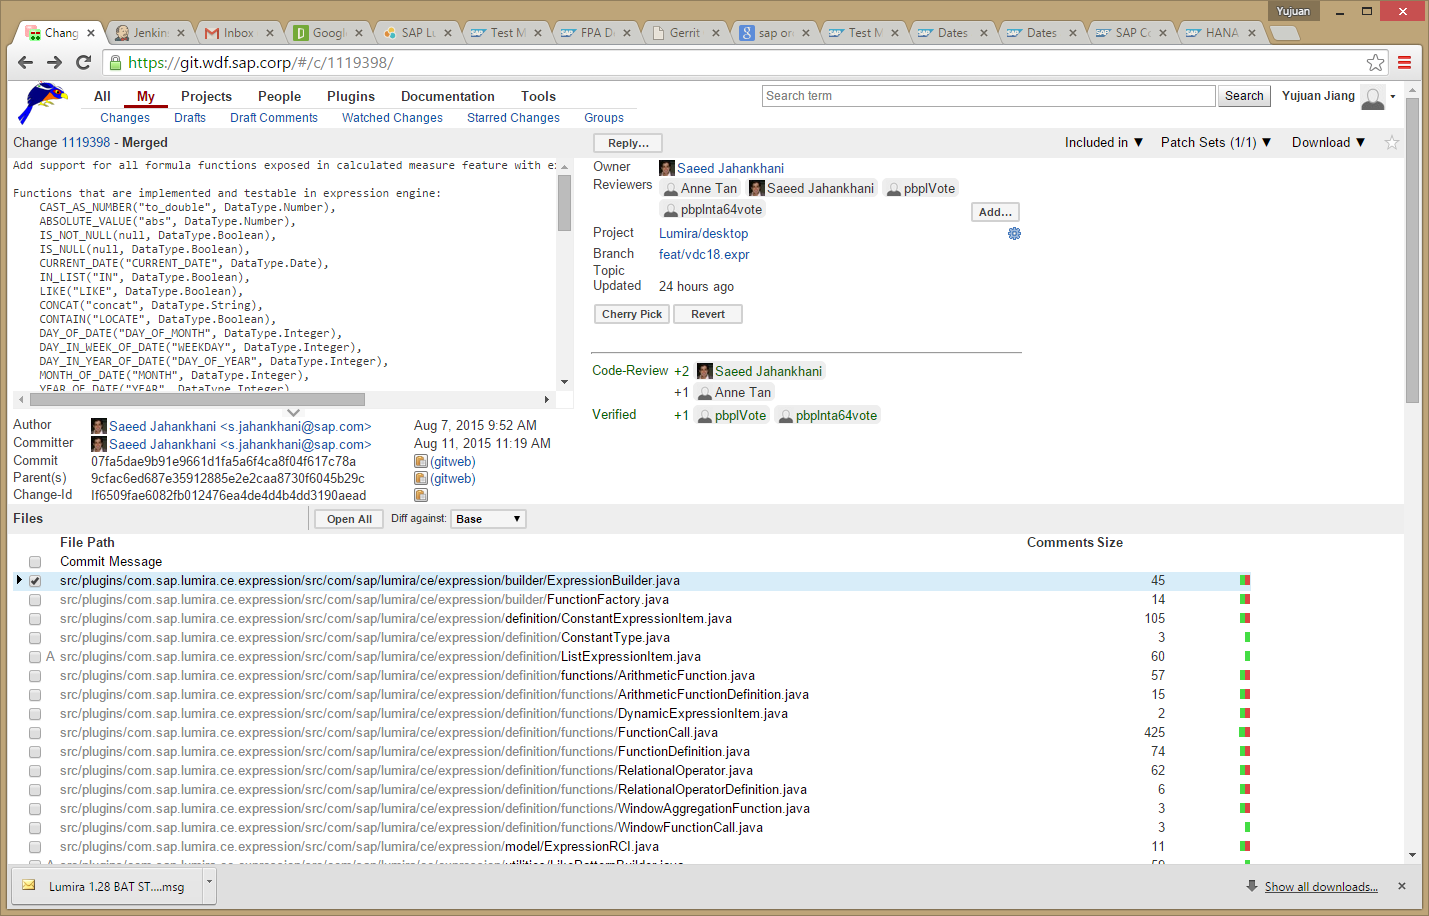 Yujuan
Chang
Jenkin
Inbox
Googl
SAP Lu
Test M
FPA D
Gerrit
sap or
Test M
Dates
Dates
SAP Co
HANA
https://git.wdf.sap.corp/#/c/1119398/
All My Projects People Plugins Documentation Tools
Search term
Search
Yujuan Jiang
Changes Drafts Draft Comments Watched Changes Starred Changes Groups
Change 1119398 - Merged
Reply...
Included in ▼ Patch Sets (1/1) ▼ Download ▼
Add support for all formula functions exposed in calculated measure feature with e
Functions that are implemented and testable in expression engine:
CAST_AS_NUMBER("to_double", DataType.Number),
ABSOLUTE_VALUE("abs", DataType.Number),
IS_NOT_NULL(null, DataType.Boolean),
IS_NULL(null, DataType.Boolean),
CURRENT_DATE("CURRENT_DATE", DataType.Date),
IN_LIST("IN", DataType.Boolean),
LIKE("LIKE", DataType.Boolean),
CONCAT("concat", DataType.String),
CONTAIN("LOCATE", DataType.Boolean),
DAY_OF_DATE("DAY_OF_MONTH", DataType.Integer),
DAY_IN_WEEK_OF_DATE("WEEKDAY", DataType.Integer),
DAY_IN_YEAR_OF_DATE("DAY_OF_YEAR", DataType.Integer),
MONTH_OF_DATE("MONTH", DataType.Integer),
YEAR_OF_DATE("YEAR", DataType.Integer)
Owner Saeed Jahankhani
Reviewers Anne Tan Saeed Jahankhani pbplVote
pbplnta64vote
Add...
Project Lumira/desktop
Branch feat/vdc18.expr
Topic
Updated 24 hours ago
Cherry Pick Revert
Code-Review +2 Saeed Jahankhani
+1 Anne Tan
Verified +1 pbplVote pbplnta64vote
Author Saeed Jahankhani <s.jahankhani@sap.com> Aug 7, 2015 9:52 AM
Committer Saeed Jahankhani <s.jahankhani@sap.com> Aug 11, 2015 11:19 AM
Commit 07fa5dae9b91e9661d1fa5a6f4ca8f04f617c78a (gitweb)
Parent(s) 9cfac6ed687e35912885e2e2caa8730f6045b29c (gitweb)
Change-Id If6509fae6082fb012476ea4de4d4b4dd3190aead
Files Open All Diff against: Base
File Path Comments Size
Commit Message
src/plugins/com.sap.lumira.ce.expression/src/com/sap/lumira/ce/expression/builder/ExpressionBuilder.java 45
src/plugins/com.sap.lumira.ce.expression/src/com/sap/lumira/ce/expression/builder/FunctionFactory.java 14
src/plugins/com.sap.lumira.ce.expression/src/com/sap/lumira/ce/expression/definition/ConstantExpressionItem.java 105
src/plugins/com.sap.lumira.ce.expression/src/com/sap/lumira/ce/expression/definition/ConstantType.java 3
A src/plugins/com.sap.lumira.ce.expression/src/com/sap/lumira/ce/expression/definition/ListExpressionItem.java 60
src/plugins/com.sap.lumira.ce.expression/src/com/sap/lumira/ce/expression/definition/functions/ArithmeticFunction.java 57
src/plugins/com.sap.lumira.ce.expression/src/com/sap/lumira/ce/expression/definition/functions/ArithmeticFunctionDefinition.java 15
src/plugins/com.sap.lumira.ce.expression/src/com/sap/lumira/ce/expression/definition/functions/DynamicExpressionItem.java 2
src/plugins/com.sap.lumira.ce.expression/src/com/sap/lumira/ce/expression/definition/functions/FunctionCall.java 425
src/plugins/com.sap.lumira.ce.expression/src/com/sap/lumira/ce/expression/definition/functions/FunctionDefinition.java 74
src/plugins/com.sap.lumira.ce.expression/src/com/sap/lumira/ce/expression/definition/functions/RelationalOperator.java 62
src/plugins/com.sap.lumira.ce.expression/src/com/sap/lumira/ce/expression/definition/functions/RelationalOperatorDefinition.java 6
src/plugins/com.sap.lumira.ce.expression/src/com/sap/lumira/ce/expression/definition/functions/WindowAggregationFunction.java 3
src/plugins/com.sap.lumira.ce.expression/src/com/sap/lumira/ce/expression/definition/functions/WindowFunctionCall.java 3
src/plugins/com.sap.lumira.ce.expression/src/com/sap/lumira/ce/expression/model/ExpressionRCI.java 11
A src/plugins/com.sap.lumira.ce.expression/src/com/sap/lumira/ce/expression/utilities/LikePatternBuilder.java 59
Lumira 1.28 BAT ST....msg
Show all downloads...